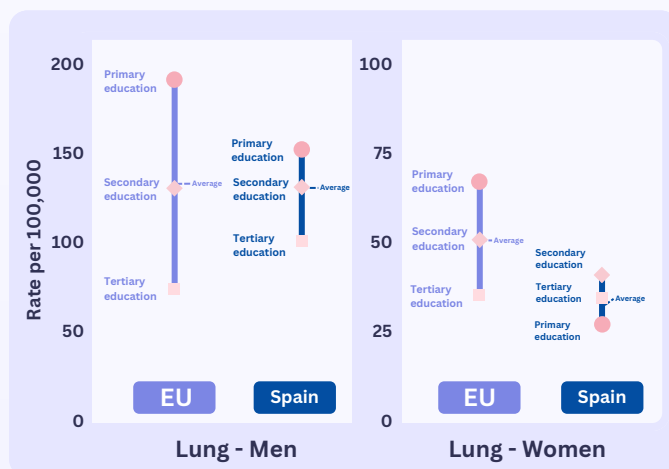 Rate per 100,000
200
150
100
50
0
Primary
education
Secondary
education
Average
Tertiary
education
EU
Primary
education
Secondary
education
Average
Tertiary
education
Spain
Lung - Men
100
75
50
25
0
Primary
education
Secondary
education
Average
Tertiary
education
EU
Secondary
education
Tertiary
education
Average
Primary
education
Spain
Lung - Women